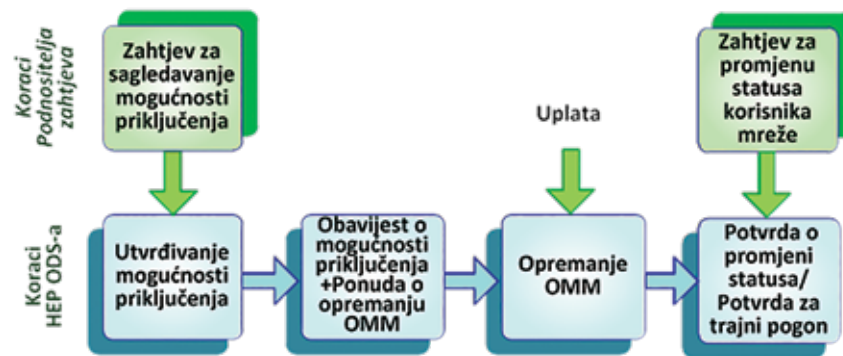 Koraci
Podnositelja
zahtjeva
Zahtjev za
sagledavanje
mogućnosti
priključenja
Uplata
Zahtjev za
promjenu
statusa
korisnika
mreže
Koraci
HEP ODS-a
Utvrđivanje
mogućnosti
priključenja
Obavijest o
mogućnosti
priključenja
+Ponuda o
opremanju
OMM
Opremanje
OMM
Potvrda o
promjeni
statusa/
Potvrda za
trajni pogon